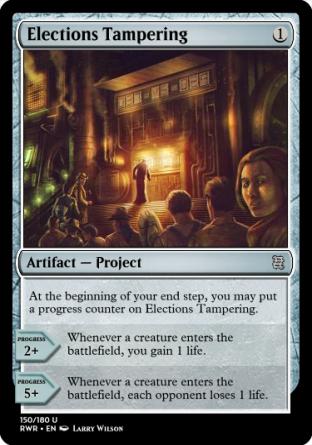 Elections Tampering 1
Artifact — Project
At the beginning of your end step, you may put
a progress counter on Elections Tampering.
PROGRESS
2+
Whenever a creature enters the
battlefield, you gain 1 life.
PROGRESS
5+
Whenever a creature enters the
battlefield, each opponent loses 1 life.
150/180 U
RWR • EN Larry Wilson